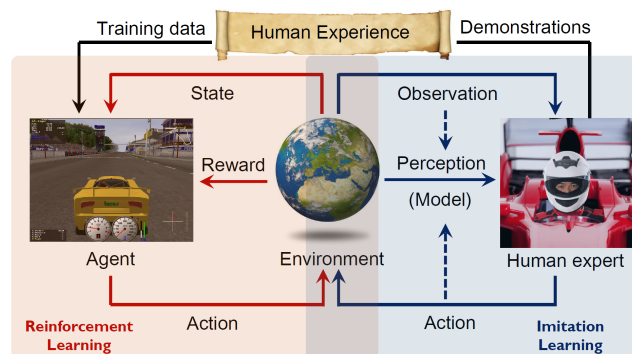 Training data
Human Experience
Demonstrations
State
Observation
Reward
Perception
(Model)
Agent
Environment
Human expert
Action
Action
Reinforcement
Learning
Imitation
Learning